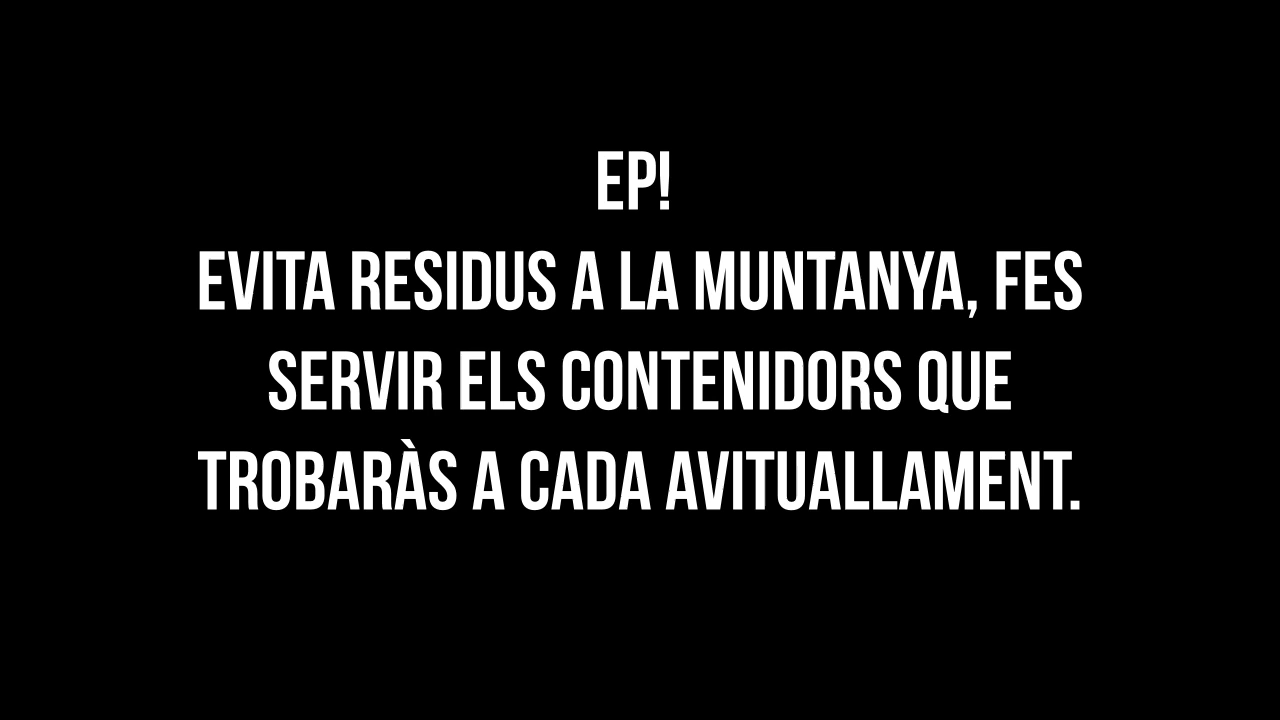 EP!
EVITA RESIDUS A LA MUNTANYA, FES
SERVIR ELS CONTENIDORS QUE
TROBARÀS A CADA AVITUALLAMENT.